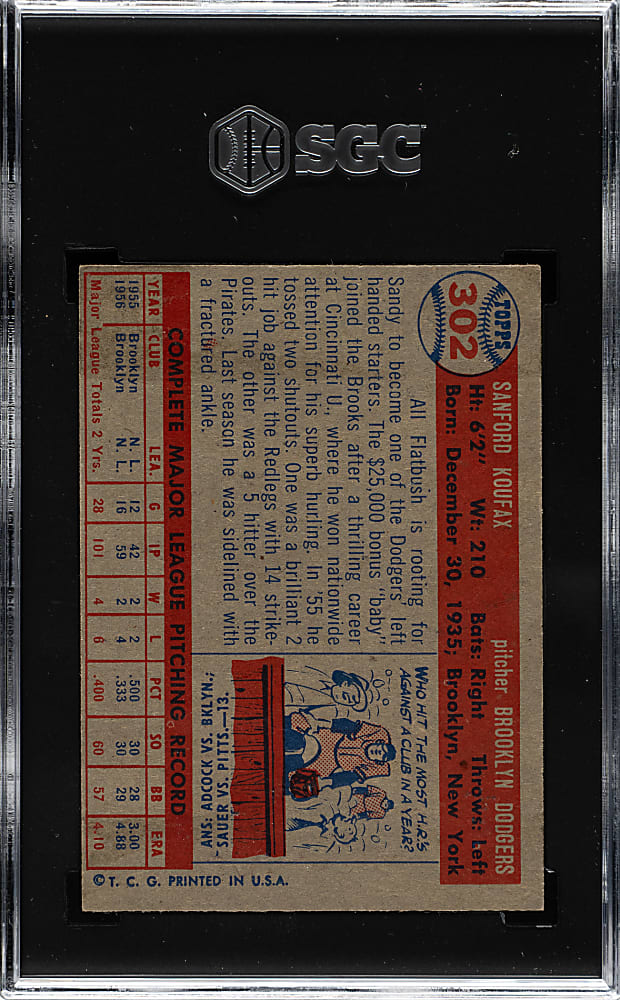 SGC
TOPPS
302
SANFORD KOUFAX pitcher BROOKLYN DODGERS
Ht: 6'2" Wt: 210 Bats: Right Throws: Left
Born: December 30, 1935; Brooklyn, New York
All Flatbush is rooting for
Sandy to become one of the Dodgers' left
handed starters. The $25,000 bonus "baby"
joined the Brooks after a thrilling career
at Cincinnati U., where he won nationwide
attention for his superb hurling. In '55 he
tossed two shutouts. One was a brilliant 2
hit job against the Redlegs with 14 strike-
outs. The other was a 5 hitter over the
Pirates. Last season he was sidelined with
a fractured ankle.
WHO HIT THE MOST H.R.'S
AGAINST A CLUB IN A YEAR?
ANS: ADCOCK VS. BKLYN.;
SAUER VS. PITTS.—13.
COMPLETE MAJOR LEAGUE PITCHING RECORD
YEAR CLUB LEA. G IP W L PCT SO BB ERA
1955 Brooklyn N. L. 12 42 2 2 .500 30 28 3.00
1956 Brooklyn N. L. 16 59 2 4 .333 30 29 4.88
Major League Totals 2 Yrs. 28 101 4 6 .400 60 57 4.10
© T. C. G. PRINTED IN U.S.A.